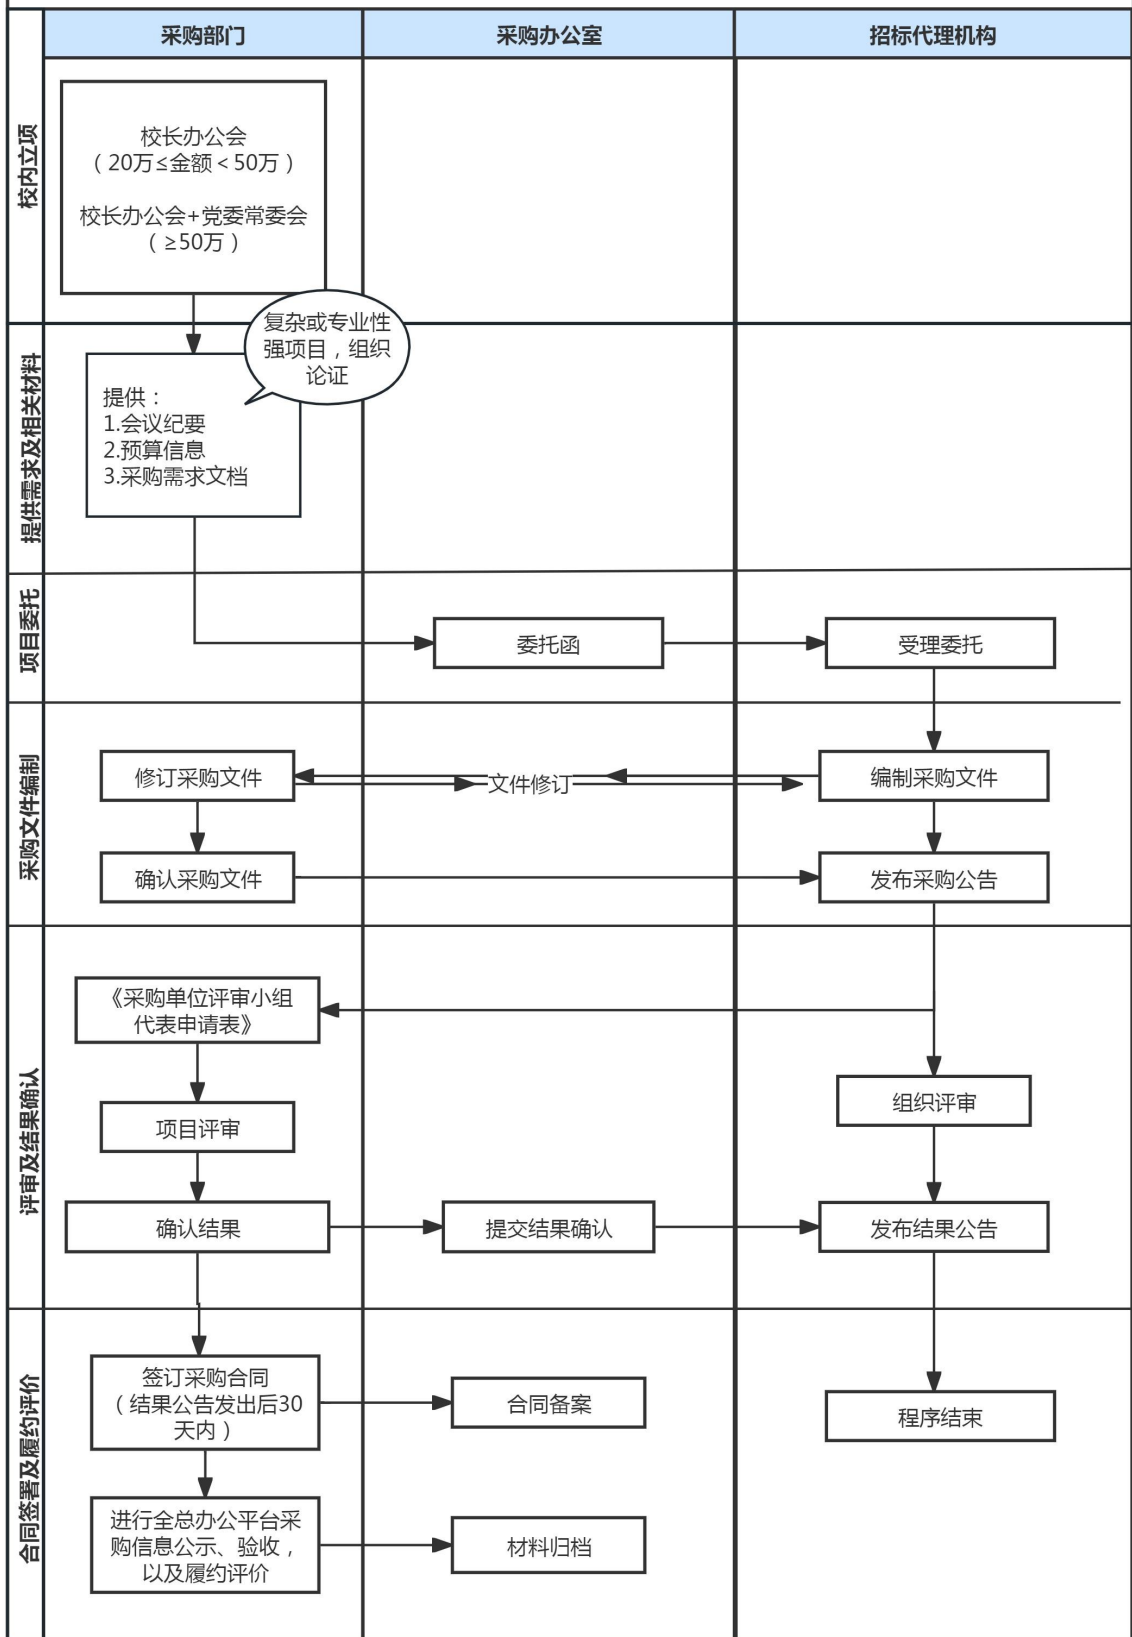 采购部门
采购办公室
招标代理机构
校内立项
校长办公会
（20万≤金额＜50万）
校长办公会+党委常委会
（≥50万）
复杂或专业性
强项目，组织
论证
提供需求及相关材料
提供：
1.会议纪要
2.预算信息
3.采购需求文档
项目委托
委托函
受理委托
采购文件编制
修订采购文件
文件修订
编制采购文件
确认采购文件
发布采购公告
评审及结果确认
《采购单位评审小组
代表申请表》
组织评审
项目评审
确认结果
提交结果确认
发布结果公告
合同签署及履约评价
签订采购合同
（结果公告发出后30
天内）
合同备案
程序结束
进行全总办公平台采
购信息公示、验收，
以及履约评价
材料归档